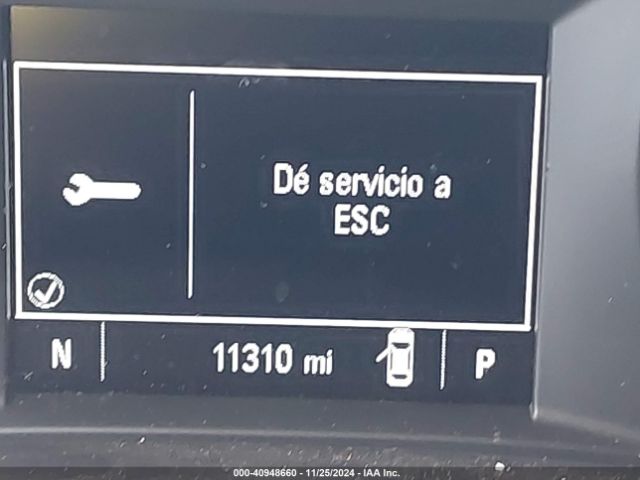 Dé servicio a
ESC
N 11310 mi P
000-40948660 - 11/25/2024 - IAA Inc.